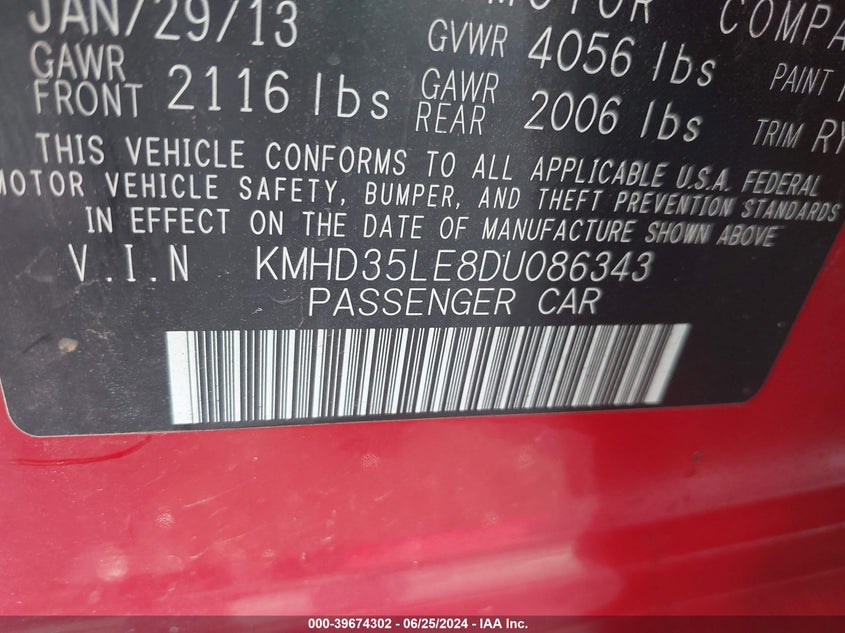 JAN/29/13 MOTOR COMPA
GVWR 4056 lbs PAINT
GAWR FRONT 2116 lbs GAWR REAR 2006 lbs TRIM RY
THIS VEHICLE CONFORMS TO ALL APPLICABLE U.S.A. FEDERAL
MOTOR VEHICLE SAFETY, BUMPER, AND THEFT PREVENTION STANDARDS
IN EFFECT ON THE DATE OF MANUFACTURE SHOWN ABOVE
V.I.N KMHD35LE8DU086343
PASSENGER CAR
000-39674302 - 06/25/2024 - IAA Inc.